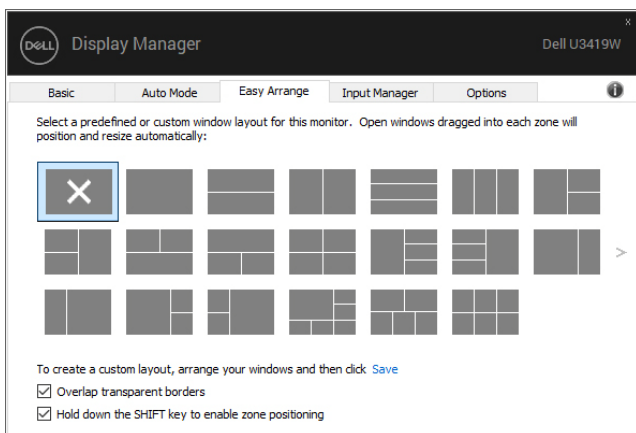 x
DELL Display Manager Dell U3419W
Basic Auto Mode Easy Arrange Input Manager Options i
Select a predefined or custom window layout for this monitor. Open windows dragged into each zone will
position and resize automatically:
>
To create a custom layout, arrange your windows and then click Save
Overlap transparent borders
Hold down the SHIFT key to enable zone positioning